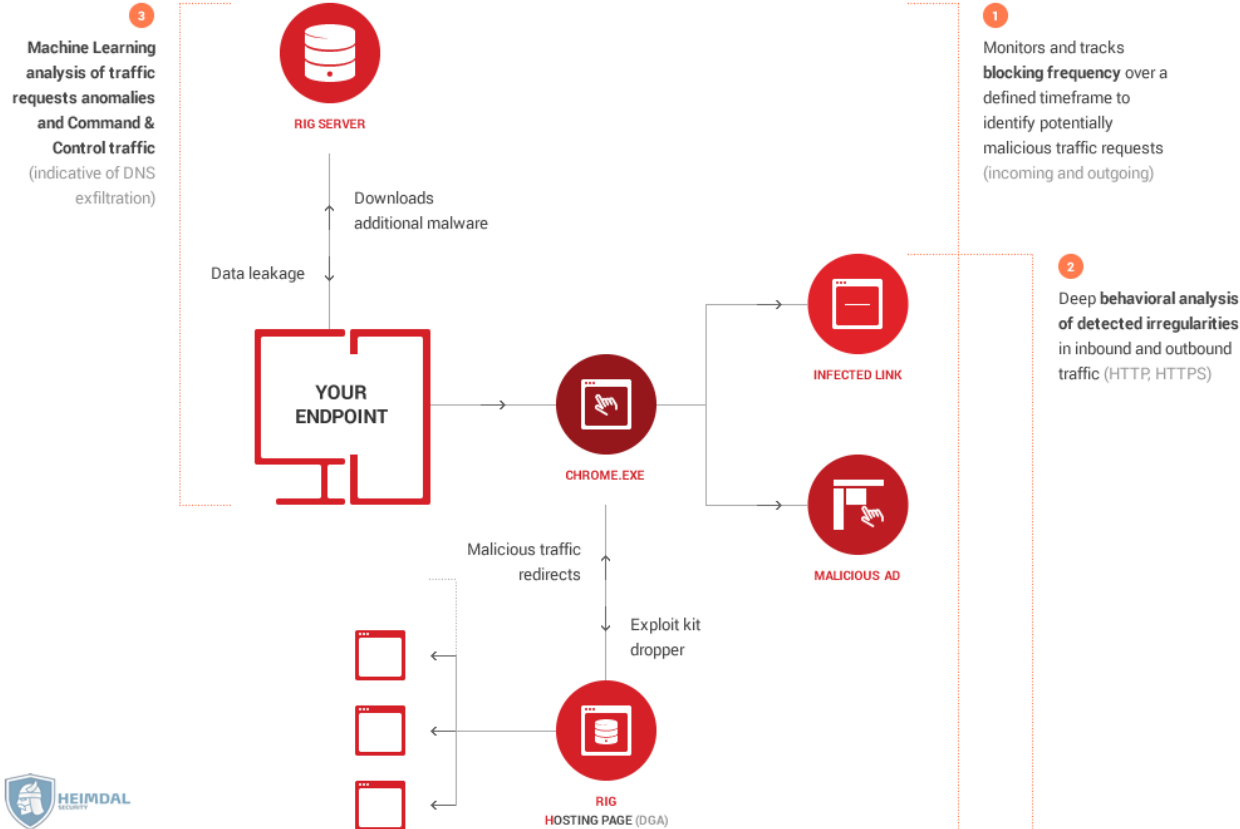 3
Machine Learning
analysis of traffic
requests anomalies
and Command &
Control traffic
(indicative of DNS
exfiltration)
RIG SERVER
1
Monitors and tracks
blocking frequency over a
defined timeframe to
identify potentially
malicious traffic requests
(incoming and outgoing)
Downloads
additional malware
Data leakage
2
Deep behavioral analysis
of detected irregularities
in inbound and outbound
traffic (HTTP, HTTPS)
YOUR
ENDPOINT
CHROME.EXE
INFECTED LINK
MALICIOUS AD
Malicious traffic
redirects
Exploit kit
dropper
RIG
HOSTING PAGE (DGA)
HEIMDAL
SECURITY